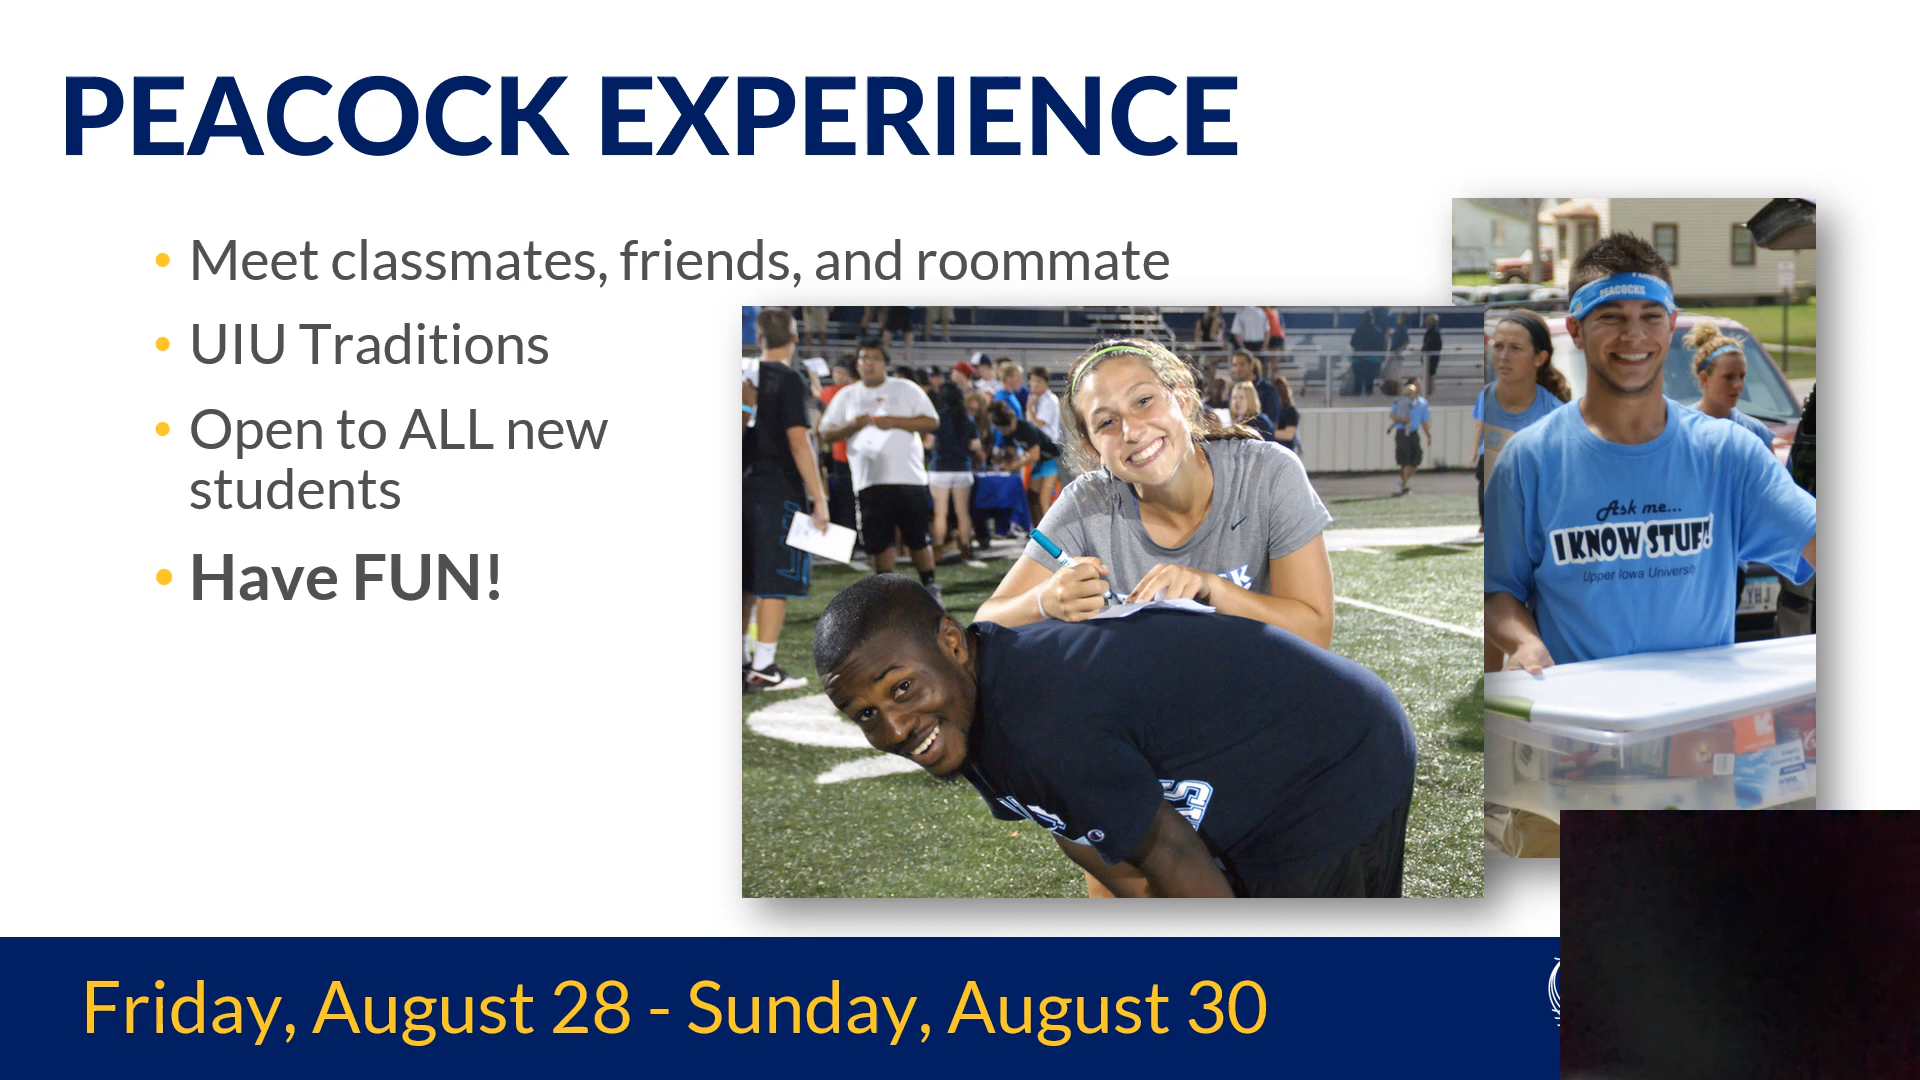 PEACOCK EXPERIENCE
• Meet classmates, friends, and roommate
• UIU Traditions
• Open to ALL new
students
• Have FUN!
PEACOCKS
Ask me...
I KNOW STUFF!
Upper Iowa University
Friday, August 28 - Sunday, August 30